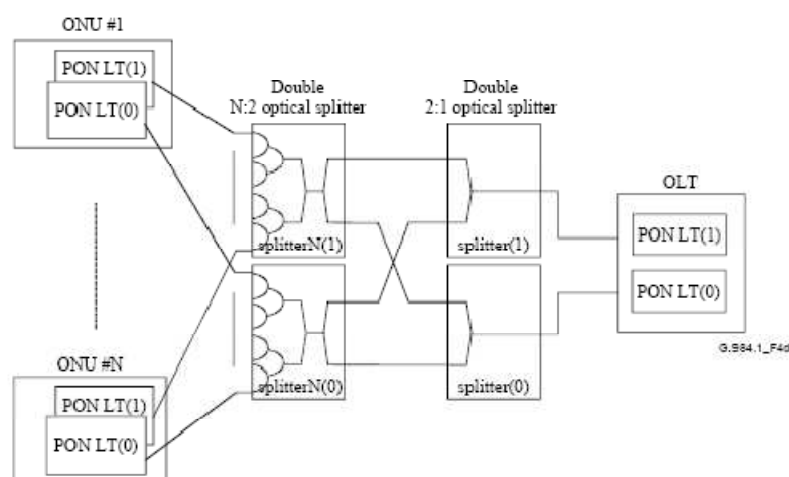 ONU #1
PON LT(1)
PON LT(0)
Double
N:2 optical splitter
Double
2:1 optical splitter
OLT
PON LT(1)
PON LT(0)
splitterN(1)
splitter(1)
splitterN(0)
splitter(0)
G.984.1_F4d
ONU #N
PON LT(1)
PON LT(0)